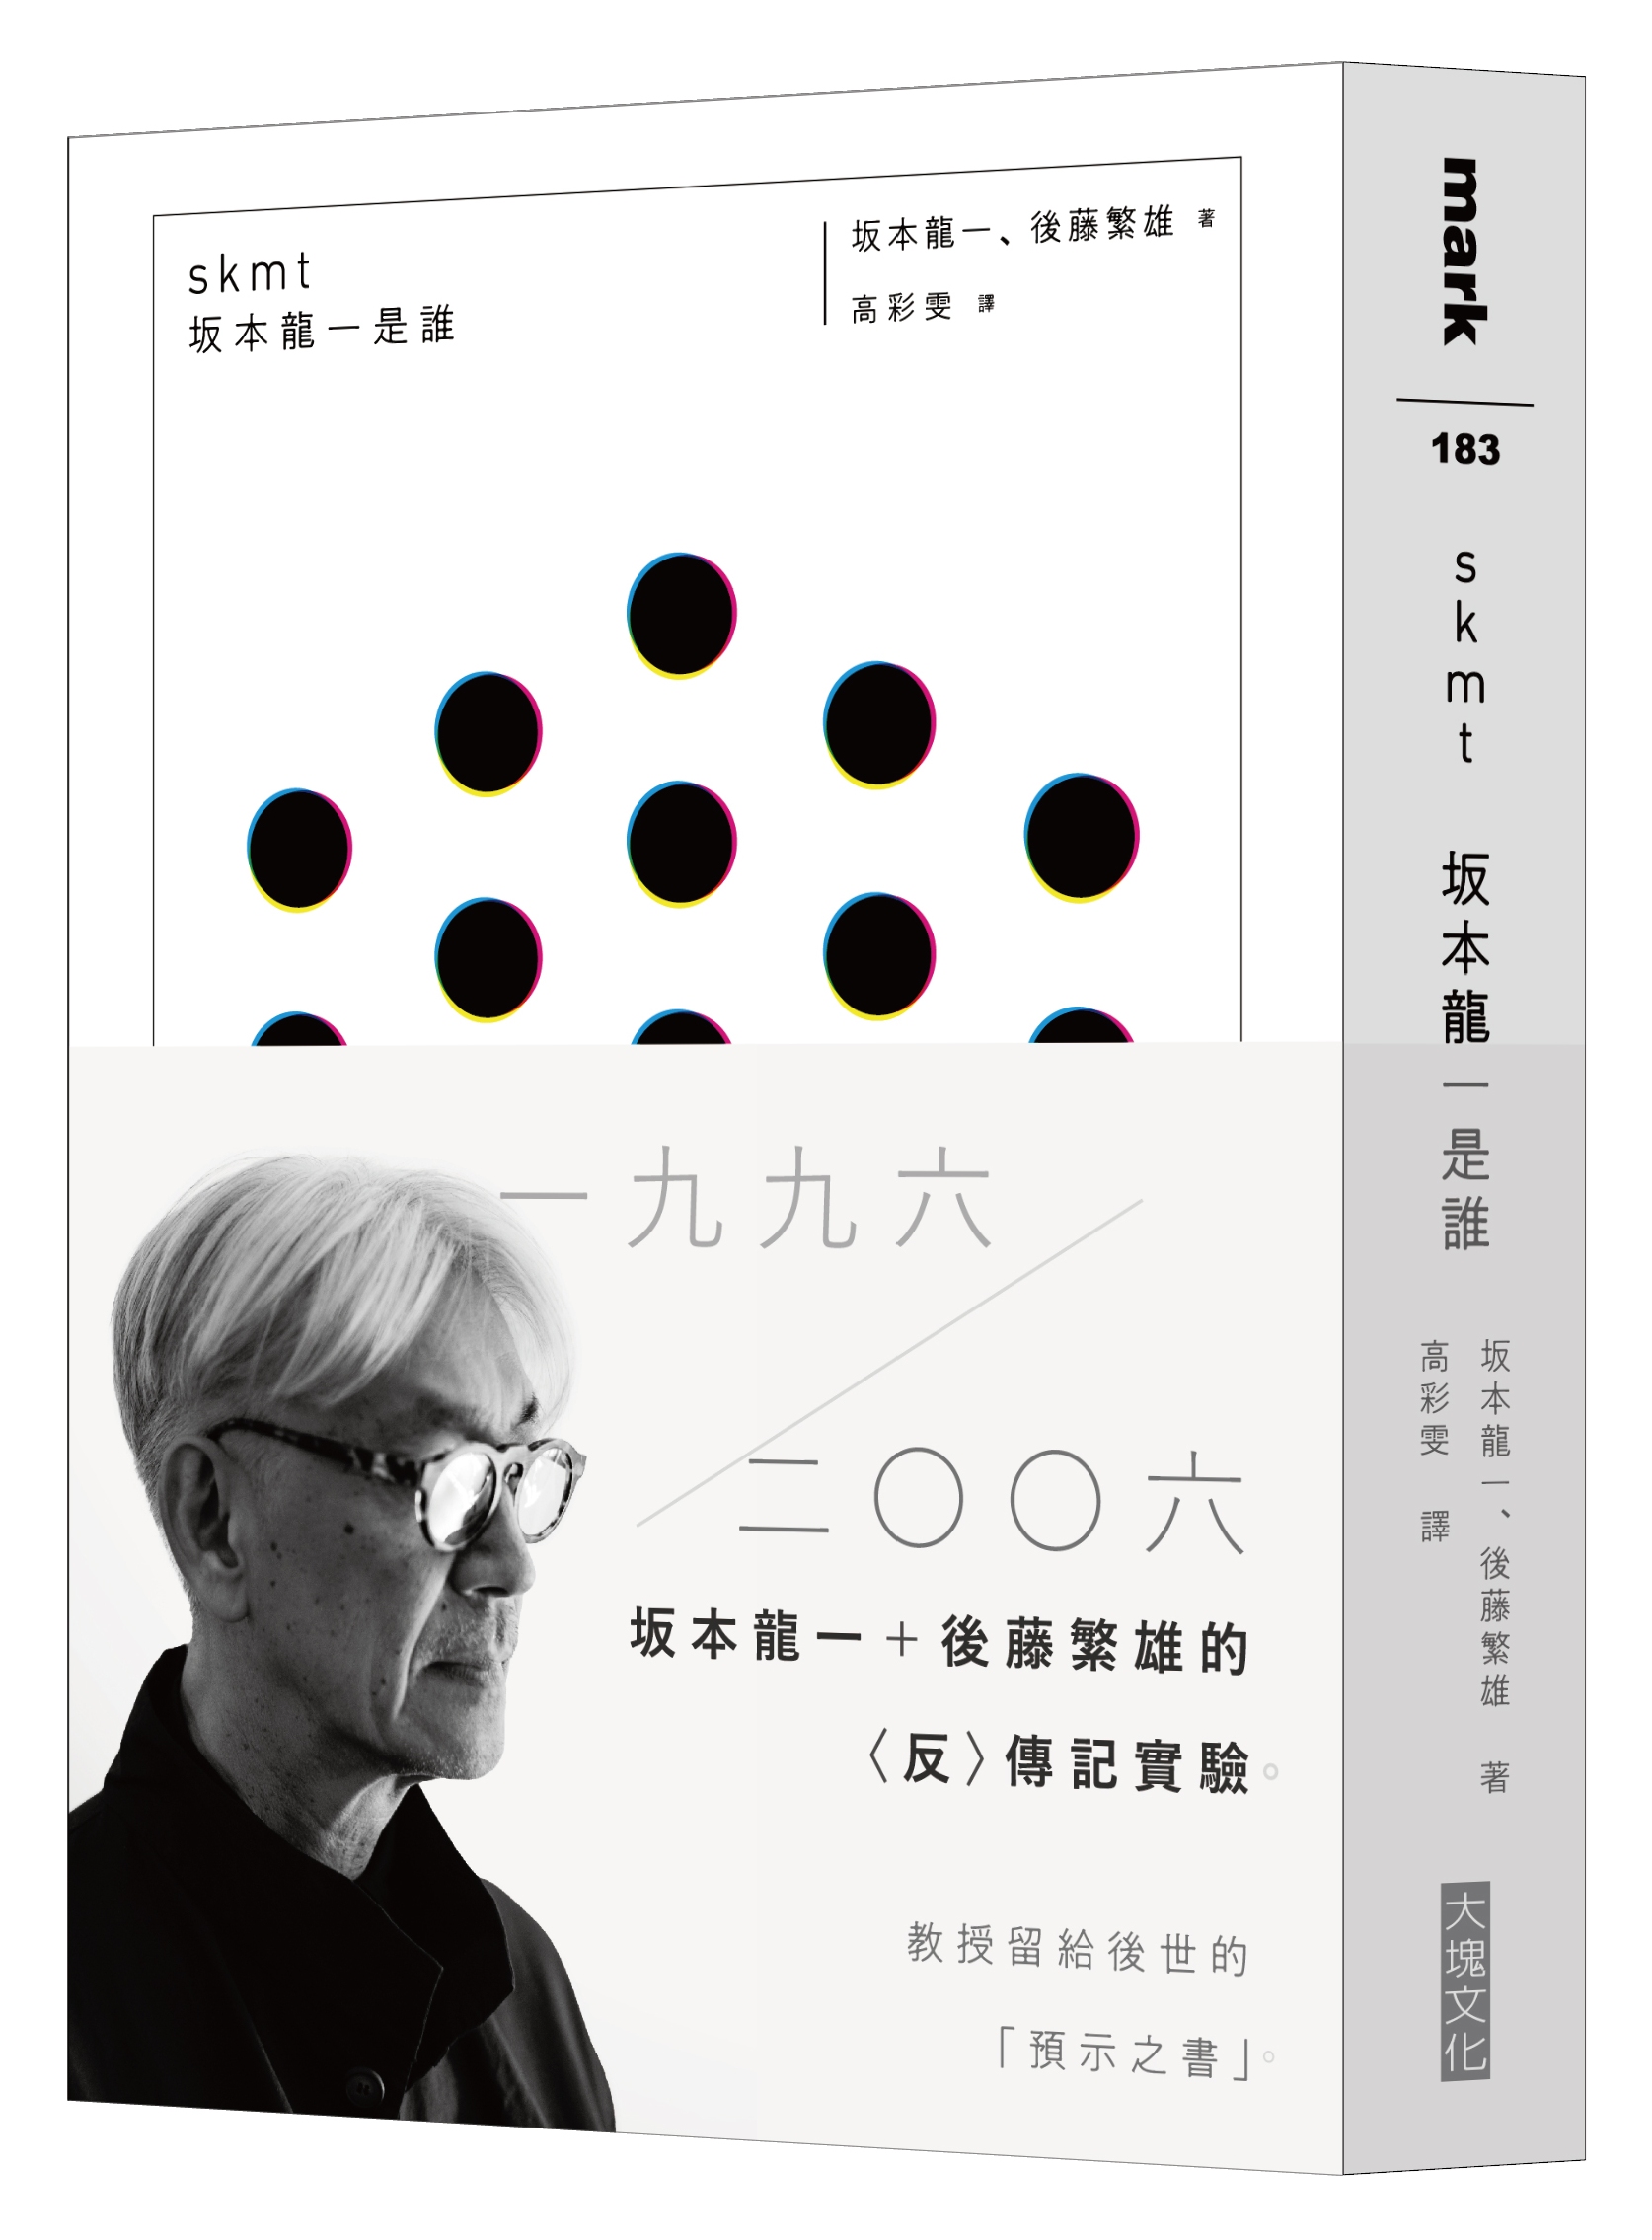 skmt
坂本龍一是誰
坂本龍一、後藤繁雄 著
高彩雯 譯
一九九六
二〇〇六
坂本龍一+後藤繁雄的
〈反〉傳記實驗。
教授留給後世的
「預示之書」。
mark
183
skmt 坂本龍一是誰
坂本龍一、後藤繁雄 著
高彩雯 譯
大塊文化